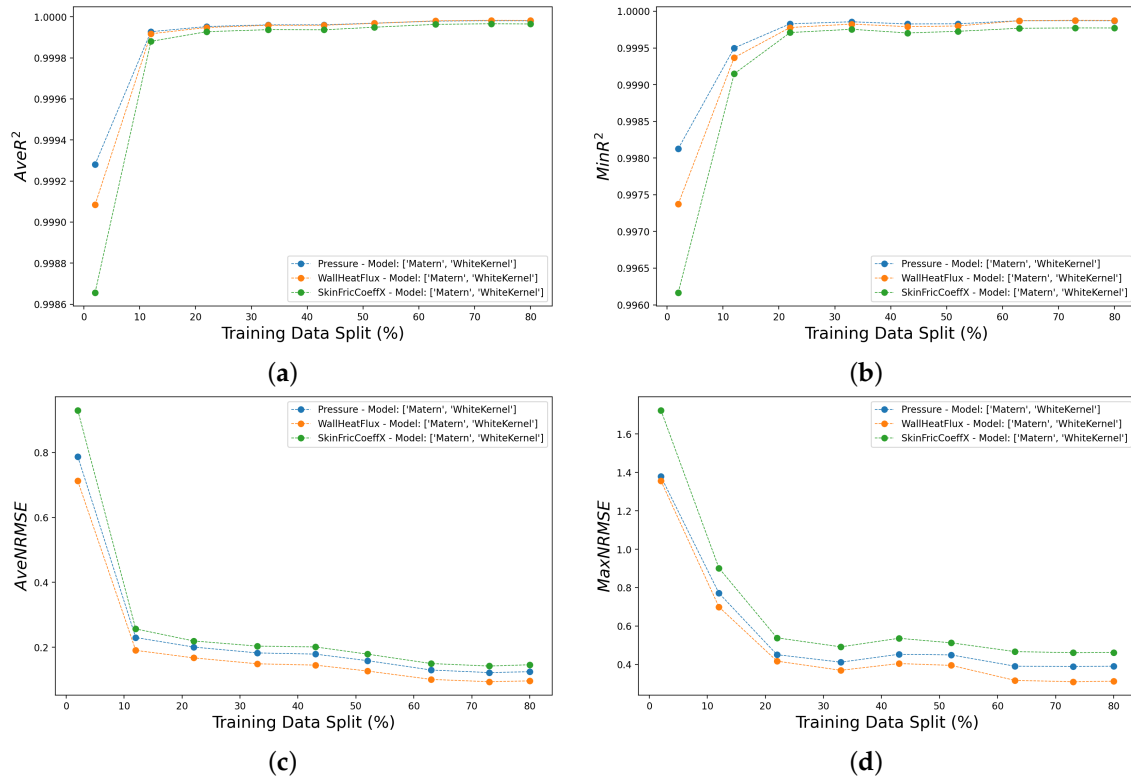 1.0000
0.9998
0.9996
0.9994
0.9992
0.9990
0.9988
0.9986
AveR²
0 10 20 30 40 50 60 70 80
Training Data Split (%)
Pressure - Model: ['Matern', 'WhiteKernel']
WallHeatFlux - Model: ['Matern', 'WhiteKernel']
SkinFricCoeffX - Model: ['Matern', 'WhiteKernel']
(a)
1.0000
0.9995
0.9990
0.9985
0.9980
0.9975
0.9970
0.9965
0.9960
MinR²
0 10 20 30 40 50 60 70 80
Training Data Split (%)
Pressure - Model: ['Matern', 'WhiteKernel']
WallHeatFlux - Model: ['Matern', 'WhiteKernel']
SkinFricCoeffX - Model: ['Matern', 'WhiteKernel']
(b)
Pressure - Model: ['Matern', 'WhiteKernel']
WallHeatFlux - Model: ['Matern', 'WhiteKernel']
SkinFricCoeffX - Model: ['Matern', 'WhiteKernel']
0.8
0.6
0.4
0.2
AveNRMSE
0 10 20 30 40 50 60 70 80
Training Data Split (%)
(c)
Pressure - Model: ['Matern', 'WhiteKernel']
WallHeatFlux - Model: ['Matern', 'WhiteKernel']
SkinFricCoeffX - Model: ['Matern', 'WhiteKernel']
1.6
1.4
1.2
1.0
0.8
0.6
0.4
MaxNRMSE
0 10 20 30 40 50 60 70 80
Training Data Split (%)
(d)